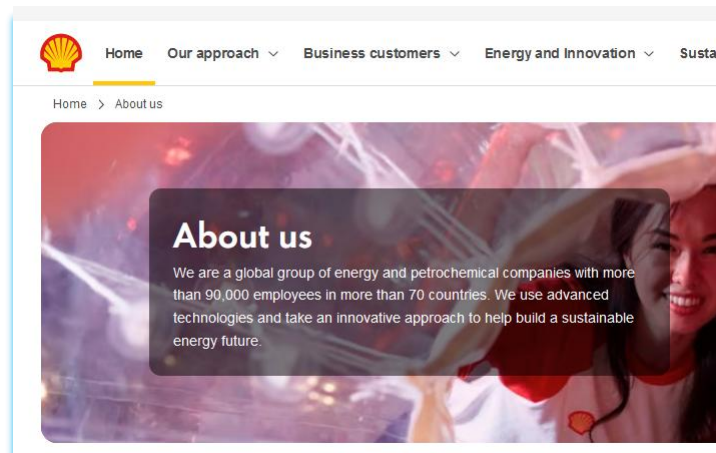 Home Our approach Business customers Energy and Innovation
Home About us
About us
We are a global group of energy and petrochemical companies with more
than 90,000 employees in more than 70 countries. We use advanced
technologies and take an innovative approach to help build a sustainable
energy future.